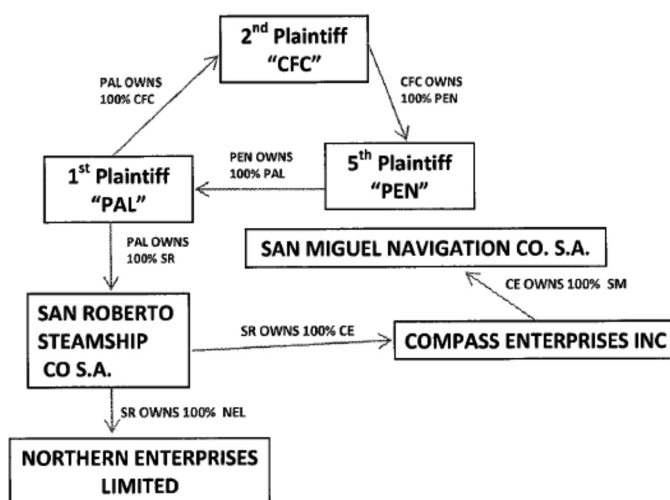 2nd Plaintiff
“CFC”
PAL OWNS
100% CFC
CFC OWNS
100% PEN
1st Plaintiff
“PAL”
PEN OWNS
100% PAL
5th Plaintiff
“PEN”
PAL OWNS
100% SR
SAN MIGUEL NAVIGATION CO. S.A.
CE OWNS 100% SM
SAN ROBERTO
STEAMSHIP
CO S.A.
SR OWNS 100% CE
COMPASS ENTERPRISES INC
SR OWNS 100% NEL
NORTHERN ENTERPRISES
LIMITED